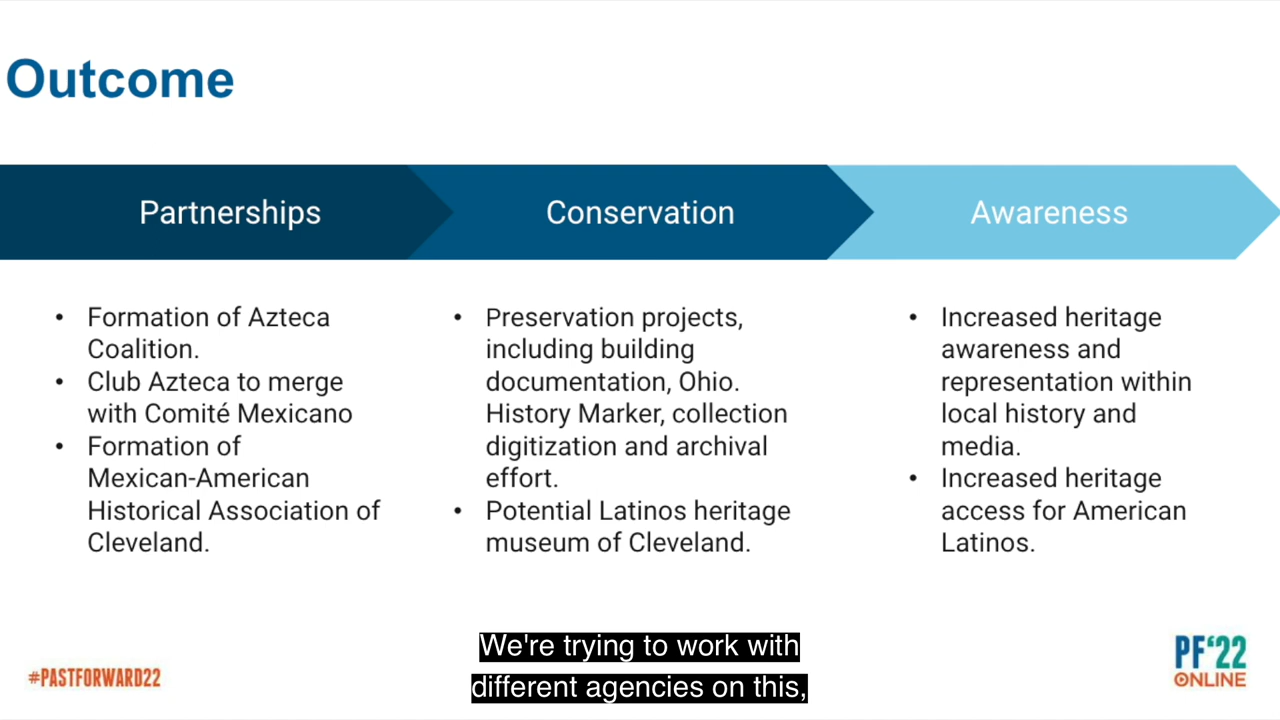 Outcome
Partnerships
Conservation
Awareness
• Formation of Azteca
Coalition.
• Club Azteca to merge
with Comité Mexicano
• Formation of
Mexican-American
Historical Association of
Cleveland.
• Preservation projects,
including building
documentation, Ohio.
History Marker, collection
digitization and archival
effort.
• Potential Latinos heritage
museum of Cleveland.
• Increased heritage
awareness and
representation within
local history and
media.
• Increased heritage
access for American
Latinos.
We're trying to work with
different agencies on this,
#PASTFORWARD22
PF‘22
ONLINE